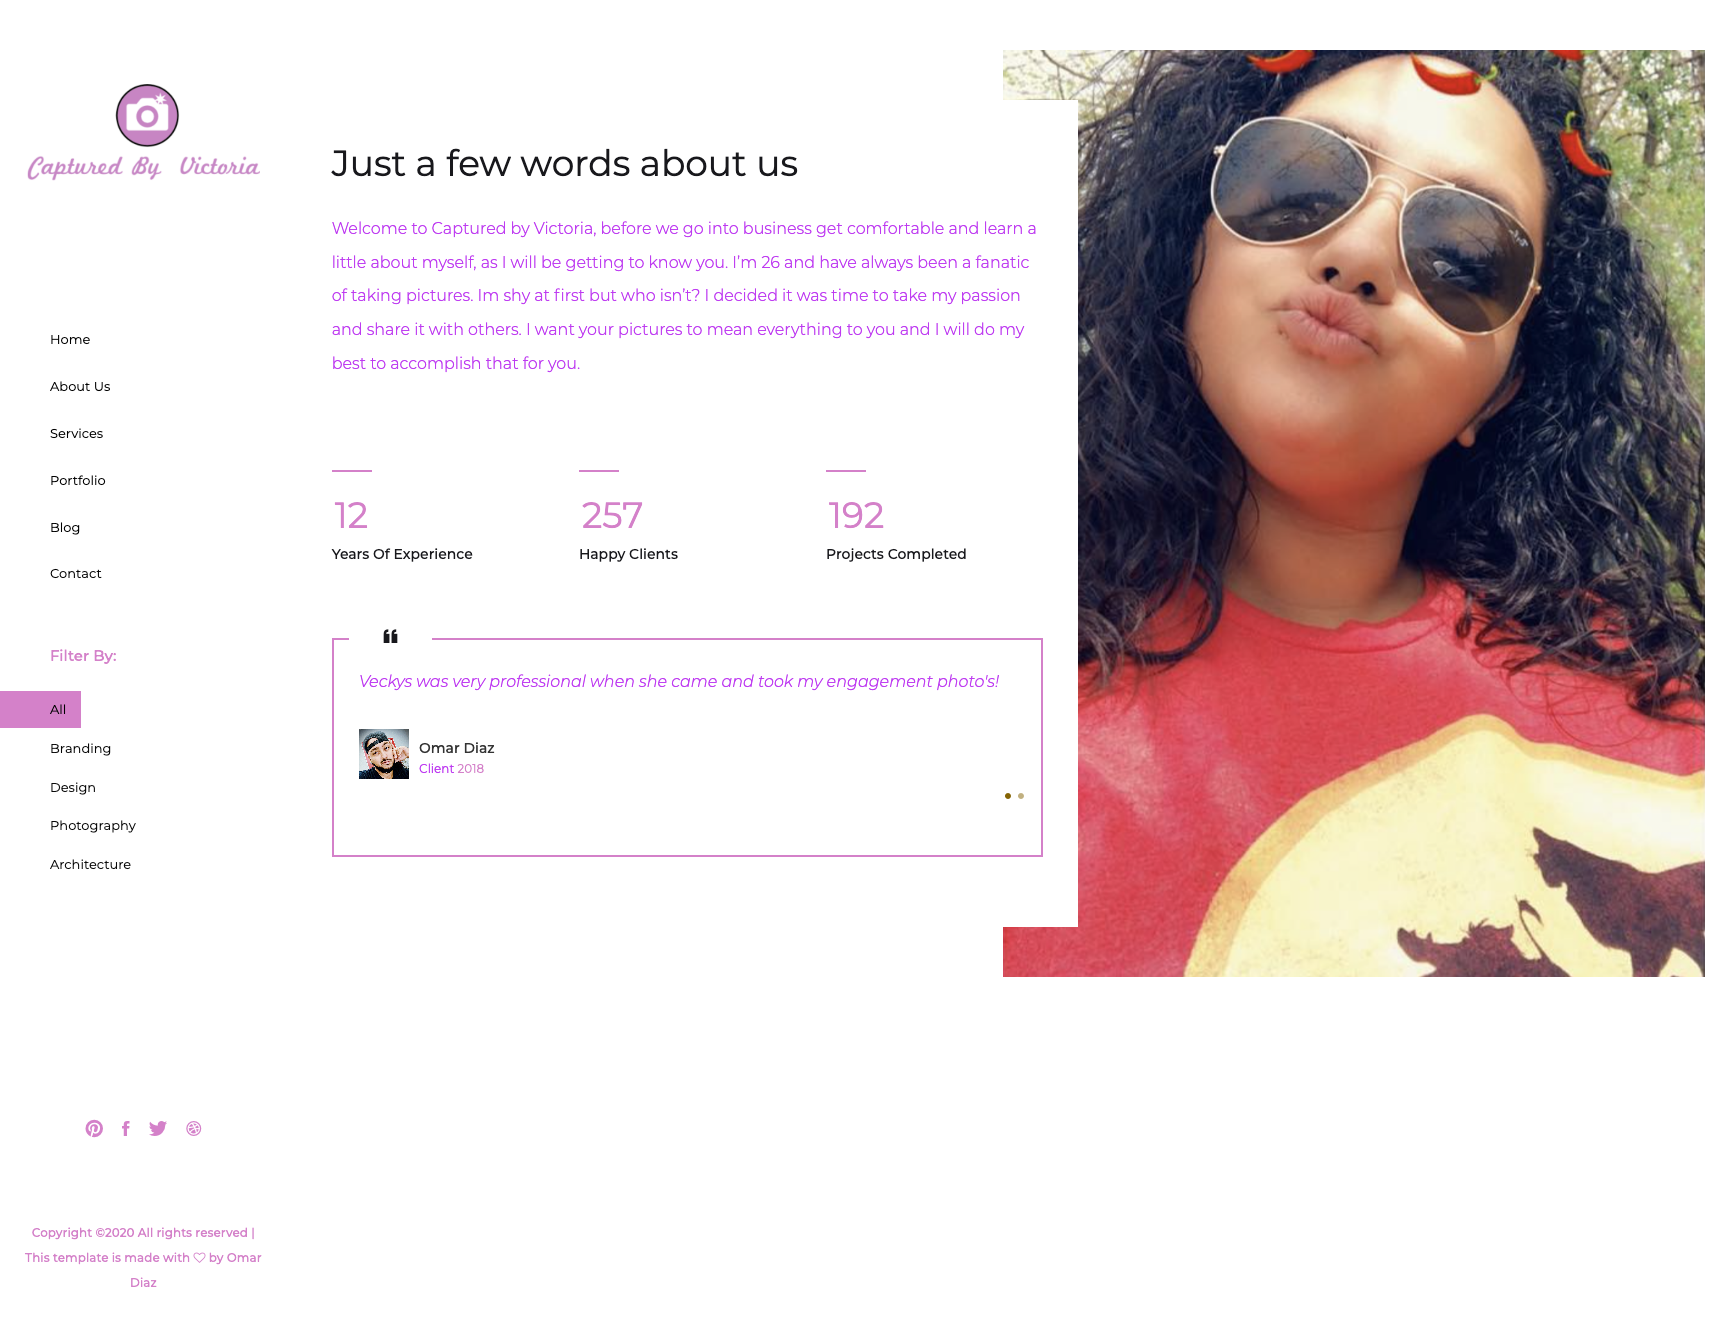 Captured By Victoria
Home
About Us
Services
Portfolio
Blog
Contact
Filter By:
All
Branding
Design
Photography
Architecture
Copyright ©2020 All rights reserved |
This template is made with ♡ by Omar
Diaz
Just a few words about us
Welcome to Captured by Victoria, before we go into business get comfortable and learn a
little about myself, as I will be getting to know you. I’m 26 and have always been a fanatic
of taking pictures. Im shy at first but who isn’t? I decided it was time to take my passion
and share it with others. I want your pictures to mean everything to you and I will do my
best to accomplish that for you.
12
Years Of Experience
257
Happy Clients
192
Projects Completed
Veckys was very professional when she came and took my engagement photo's!
Omar Diaz
Client 2018